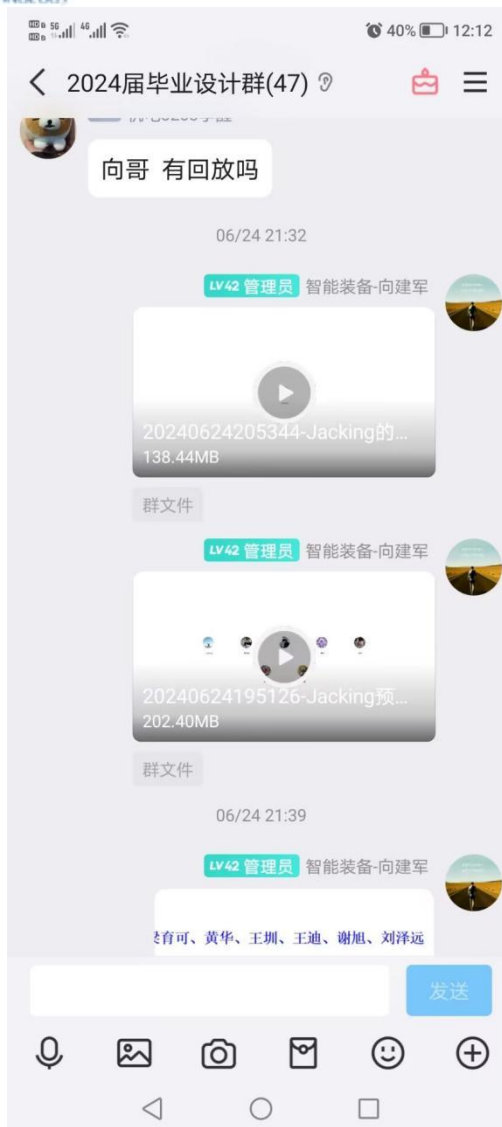 5G
4G
40%
12:12
2024届毕业设计群(47)
向哥 有回放吗
06/24 21:32
LV42 管理员 智能装备-向建军
20240624205344-Jacking的...
138.44MB
群文件
LV42 管理员 智能装备-向建军
20240624195126-Jacking预...
202.40MB
群文件
06/24 21:39
LV42 管理员 智能装备-向建军
育可、黄华、王圳、王迪、谢旭、刘泽远
发送